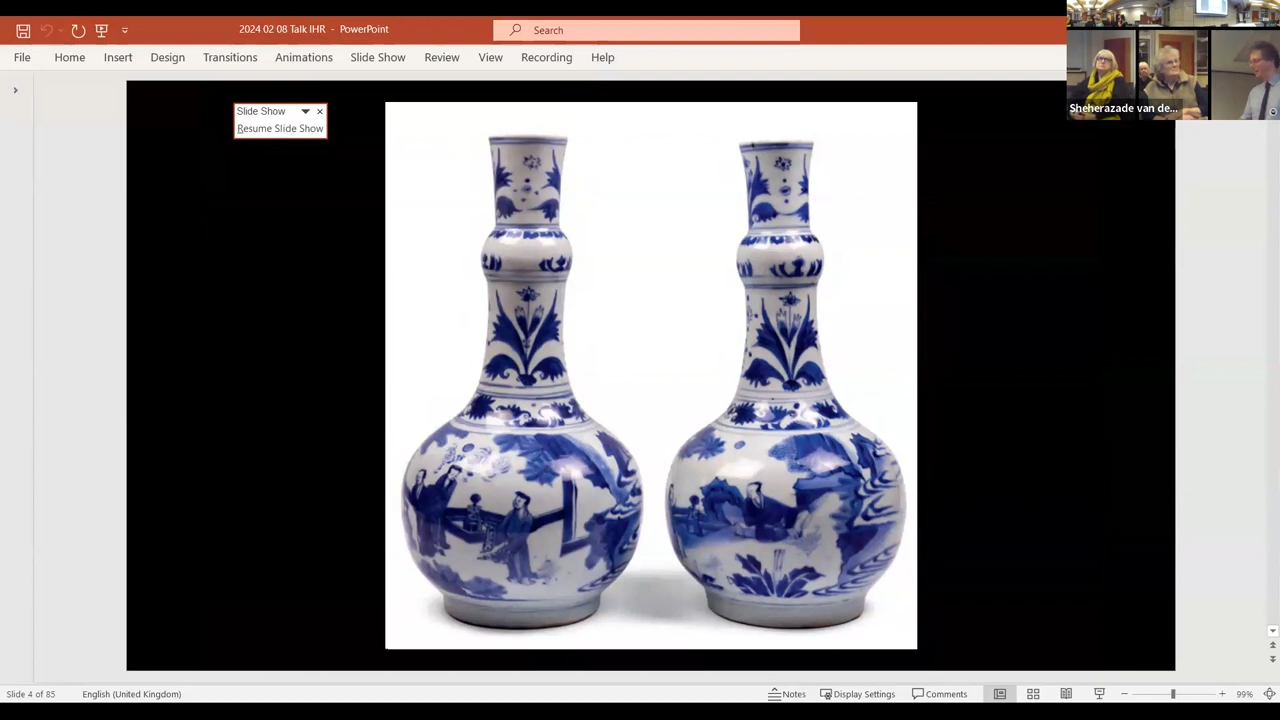 2024 02 08 Talk IHR - PowerPoint
Search
File Home Insert Design Transitions Animations Slide Show Review View Recording Help
Sheherazade van de...
Slide Show
Resume Slide Show
Slide 4 of 85 English (United Kingdom) Notes Display Settings Comments 99%